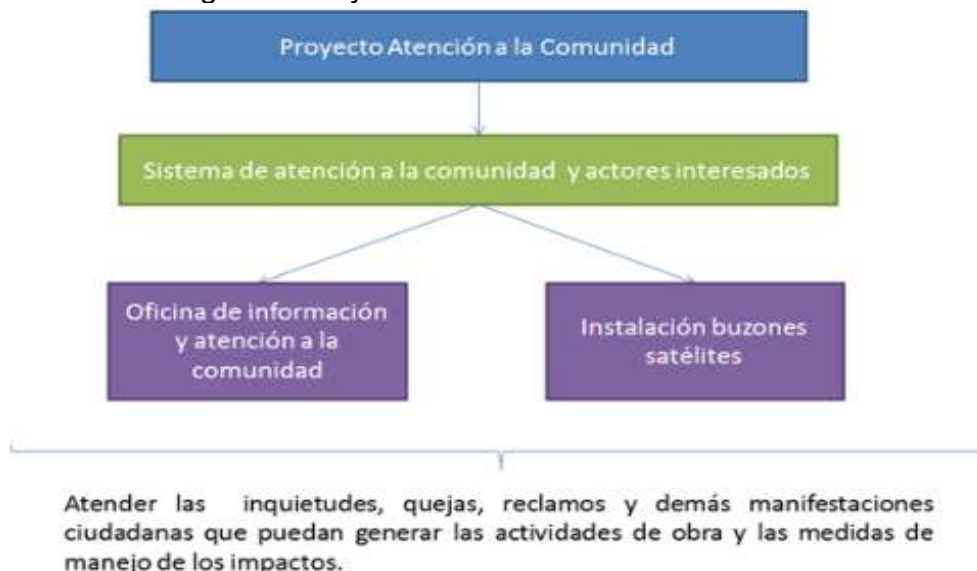 Proyecto Atención a la Comunidad
Sistema de atención a la comunidad y actores interesados
Oficina de información
y atención a la
comunidad
Instalación buzones
satélites
Atender las inquietudes, quejas, reclamos y demás manifestaciones
ciudadanas que puedan generar las actividades de obra y las medidas de
manejo de los impactos.